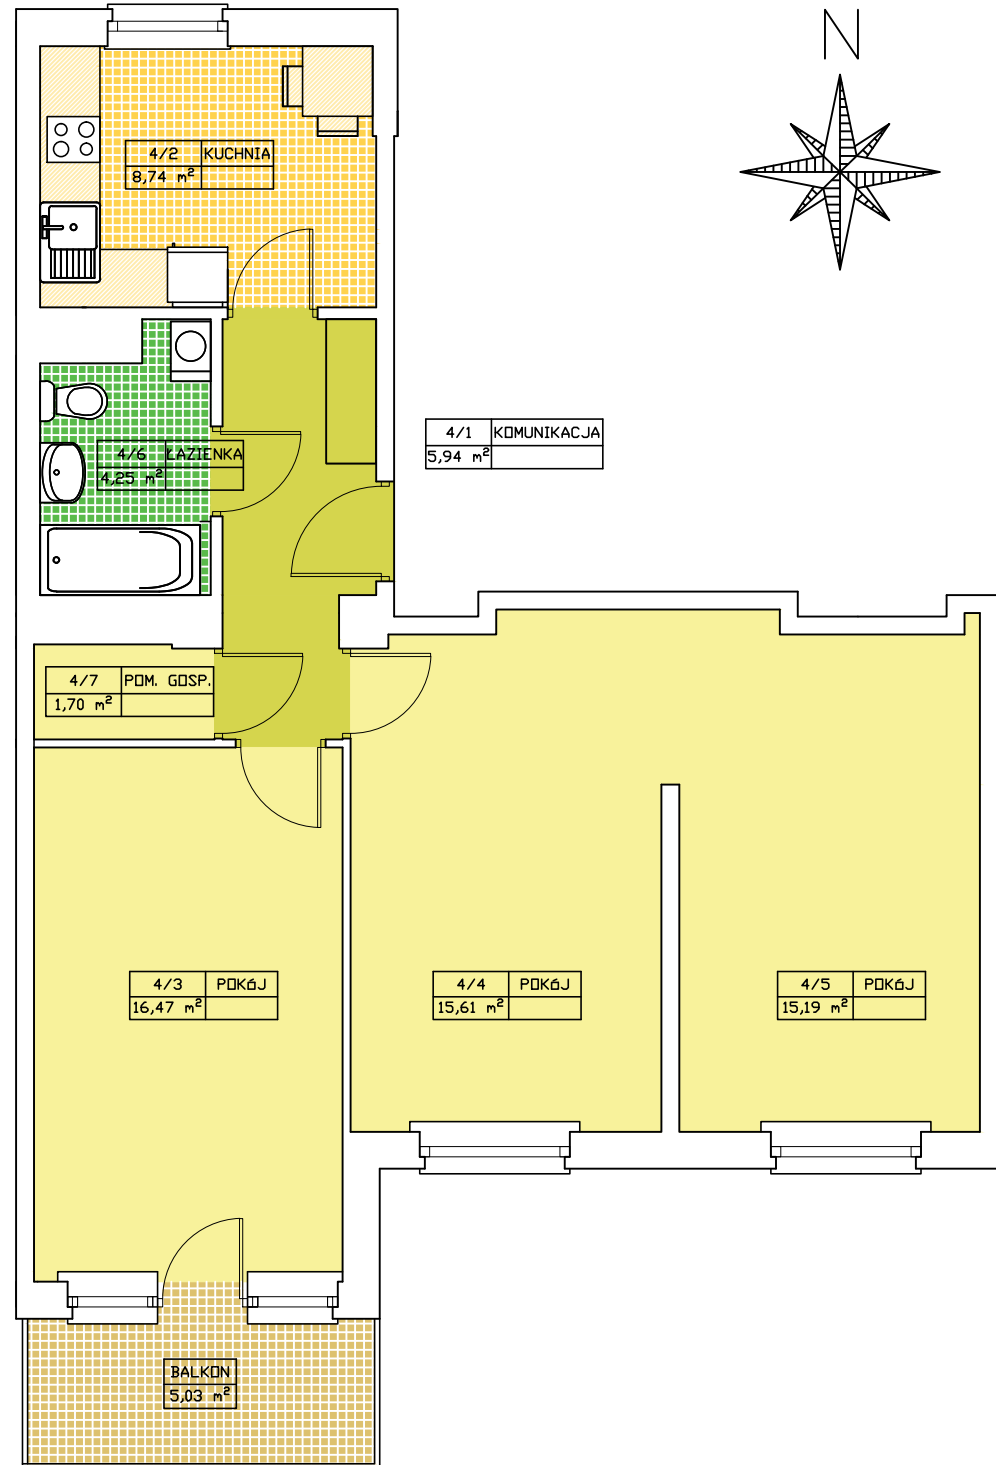 N
4/2 KUCHNIA
8,74 m²
4/1 KOMUNIKACJA
5,94 m²
4/6 ŁAZIENKA
4,25 m²
4/7 POM. GOSP.
1,70 m²
4/3 POKóJ
16,47 m²
4/4 POKóJ
15,61 m²
4/5 POKóJ
15,19 m²
BALKON
5,03 m²